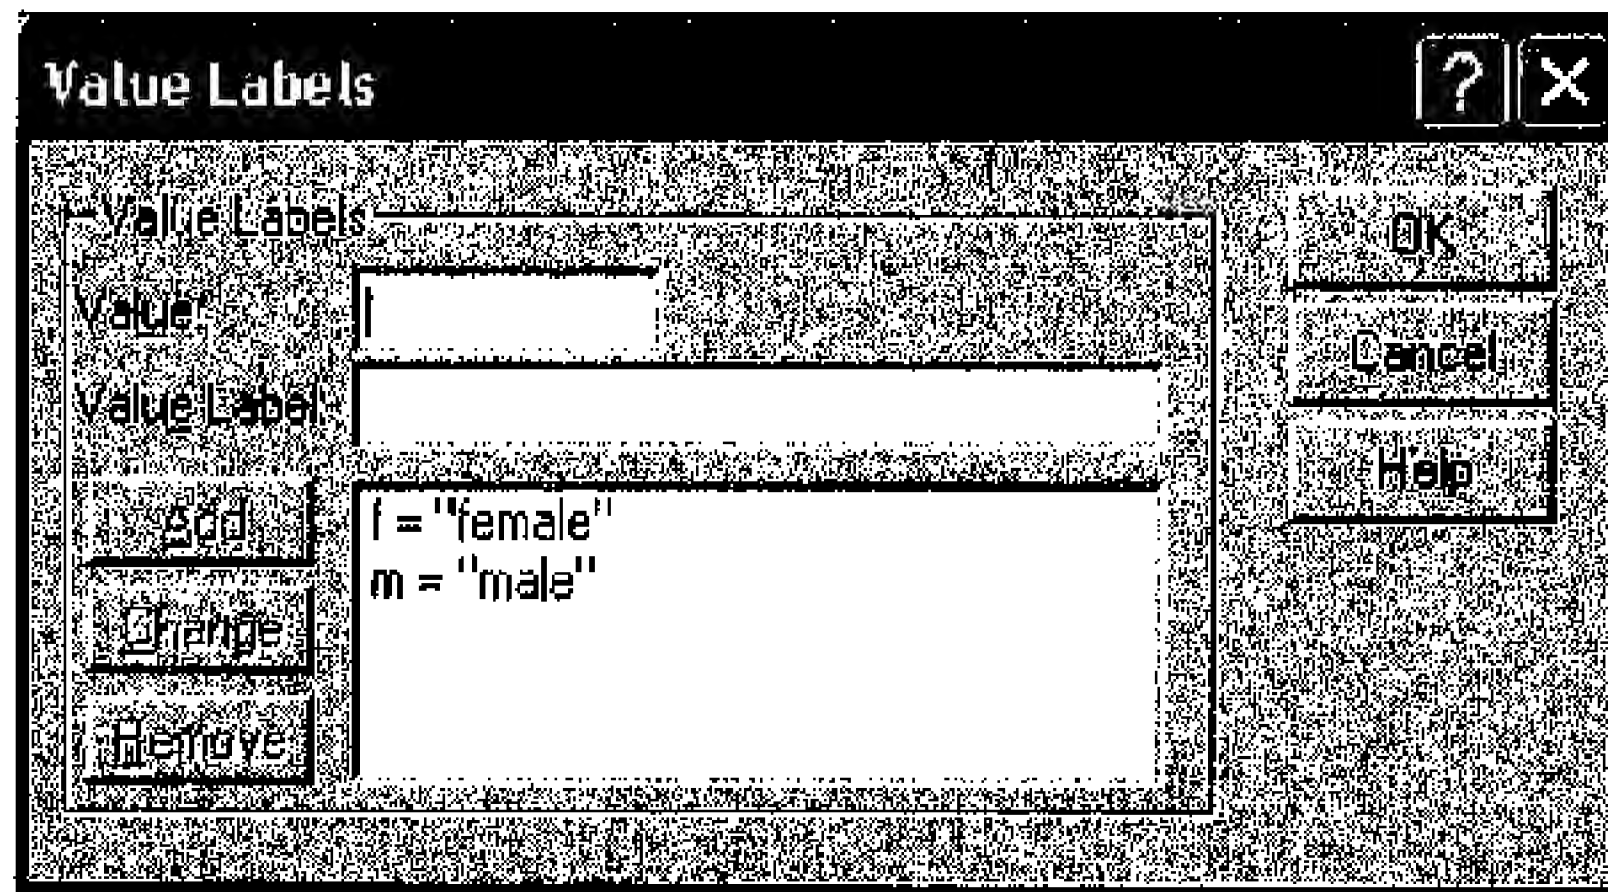 Value Labels
? X
Value Labels
Value:
Value Label:
Add
Change
Remove
f = "female"
m = "male"
OK
Cancel
Help